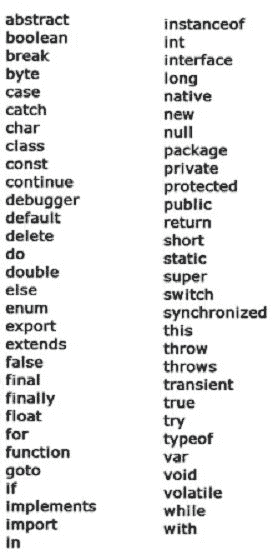 abstract
boolean
break
byte
case
catch
char
class
const
continue
debugger
default
delete
do
double
else
enum
export
extends
false
final
finally
float
for
function
goto
if
implements
import
in
instanceof
int
interface
long
native
new
null
package
private
protected
public
return
short
static
super
switch
synchronized
this
throw
throws
transient
true
try
typeof
var
void
volatile
while
with